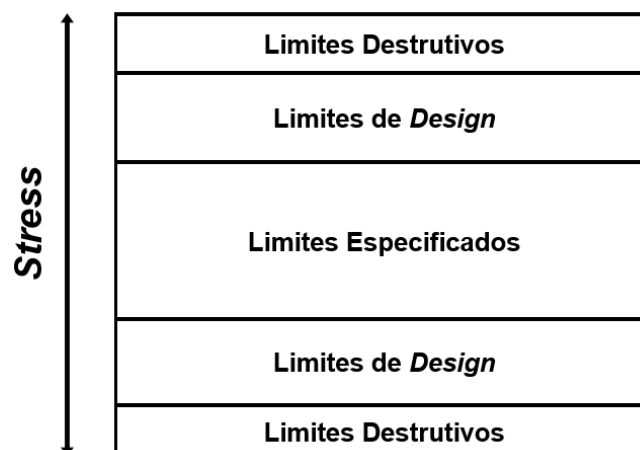 Stress
Limites Destrutivos
Limites de Design
Limites Especificados
Limites de Design
Limites Destrutivos